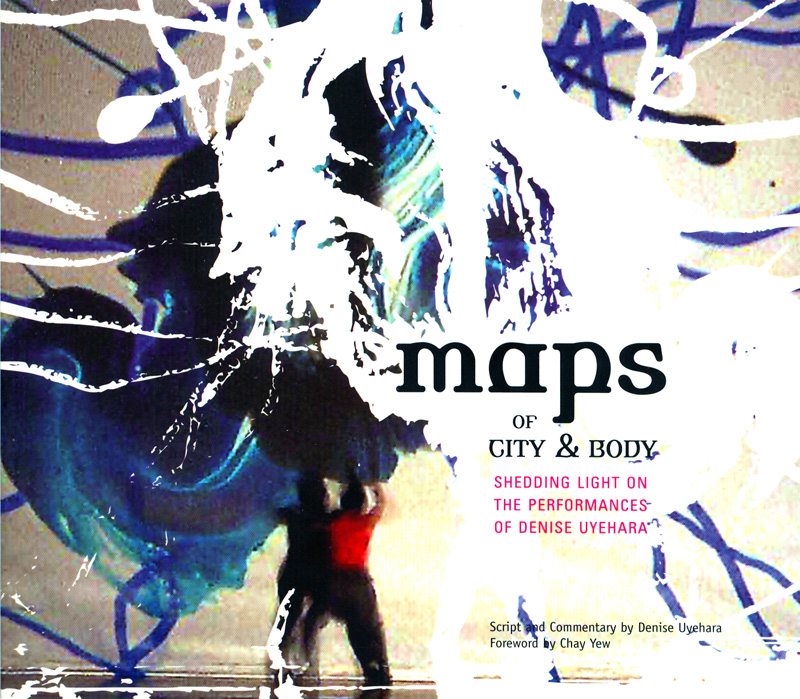 maps
OF
CITY & BODY
SHEDDING LIGHT ON
THE PERFORMANCES
OF DENISE UYEHARA
Script and Commentary by Denise Uyehara
Foreword by Chay Yew